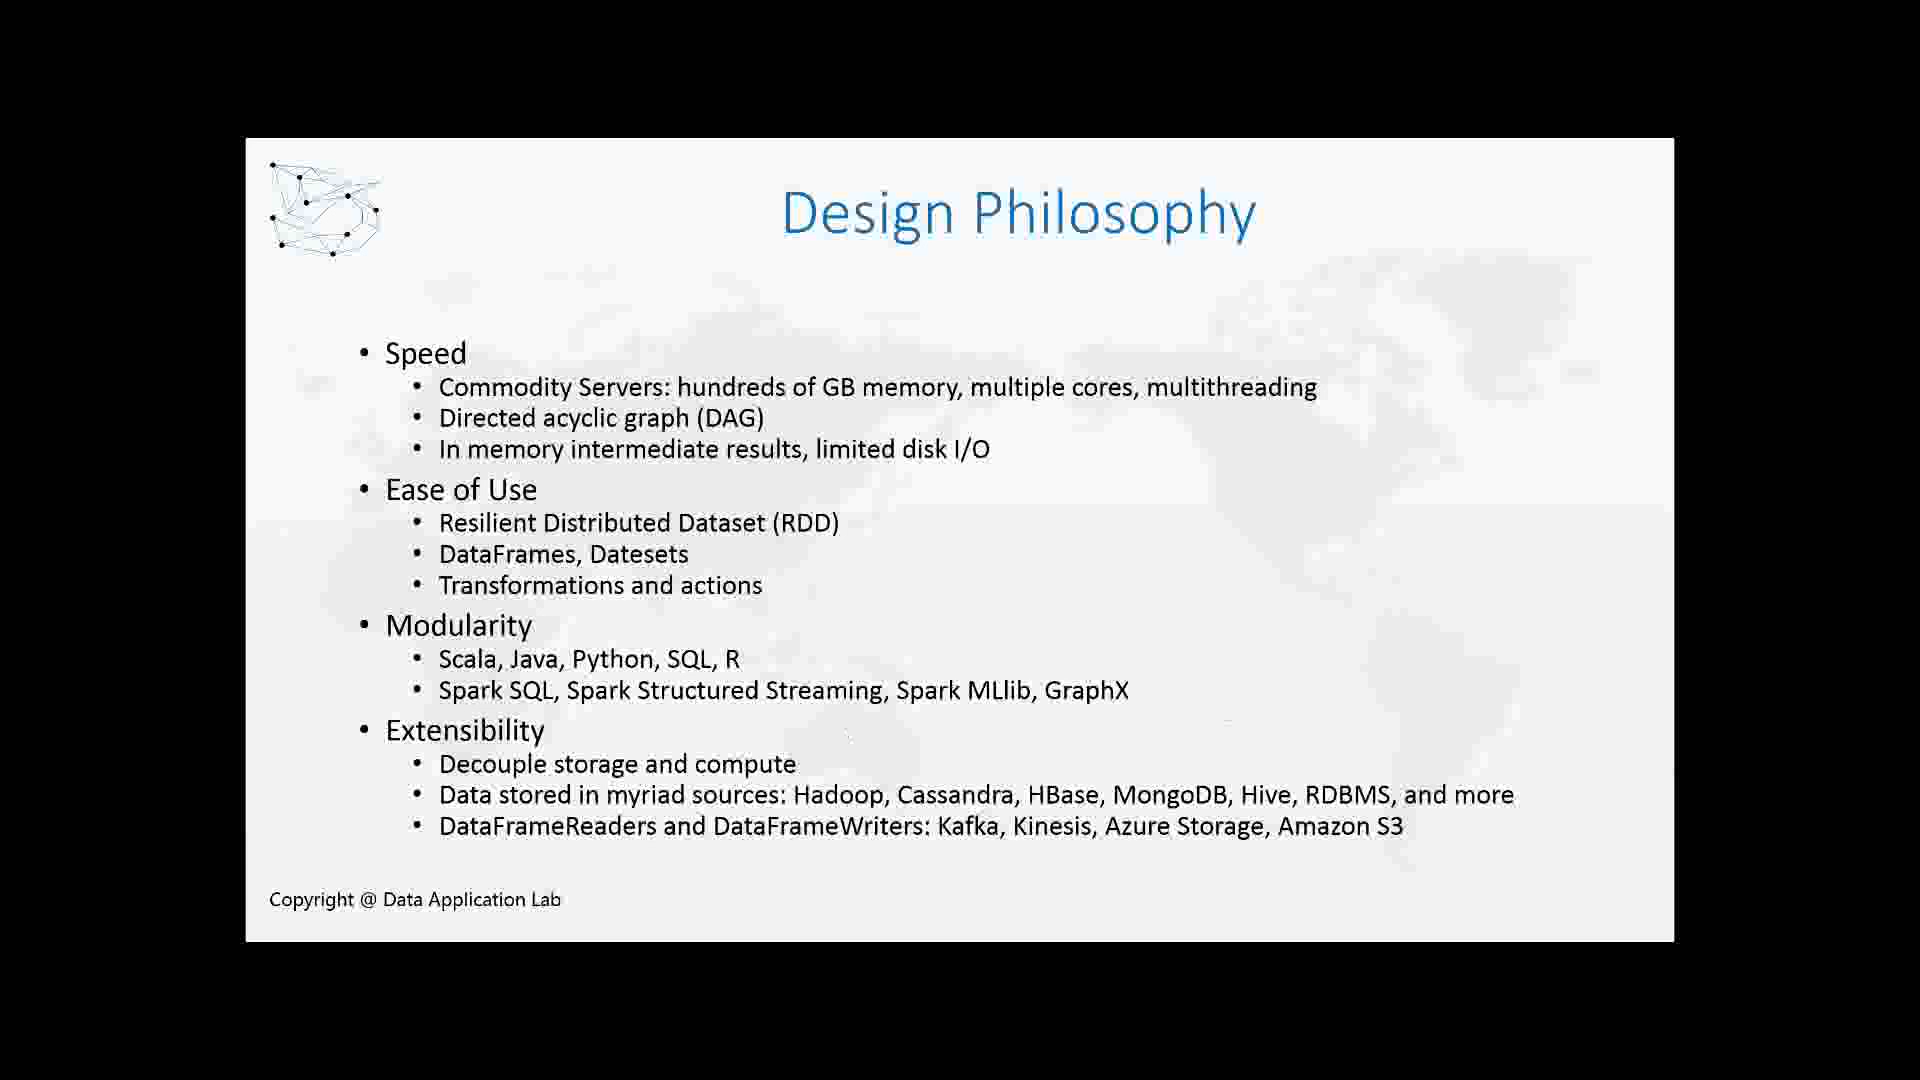 Design Philosophy
• Speed
• Commodity Servers: hundreds of GB memory, multiple cores, multithreading
• Directed acyclic graph (DAG)
• In memory intermediate results, limited disk I/O
• Ease of Use
• Resilient Distributed Dataset (RDD)
• DataFrames, Datesets
• Transformations and actions
• Modularity
• Scala, Java, Python, SQL, R
• Spark SQL, Spark Structured Streaming, Spark MLlib, GraphX
• Extensibility
• Decouple storage and compute
• Data stored in myriad sources: Hadoop, Cassandra, HBase, MongoDB, Hive, RDBMS, and more
• DataFrameReaders and DataFrameWriters: Kafka, Kinesis, Azure Storage, Amazon S3
Copyright @ Data Application Lab